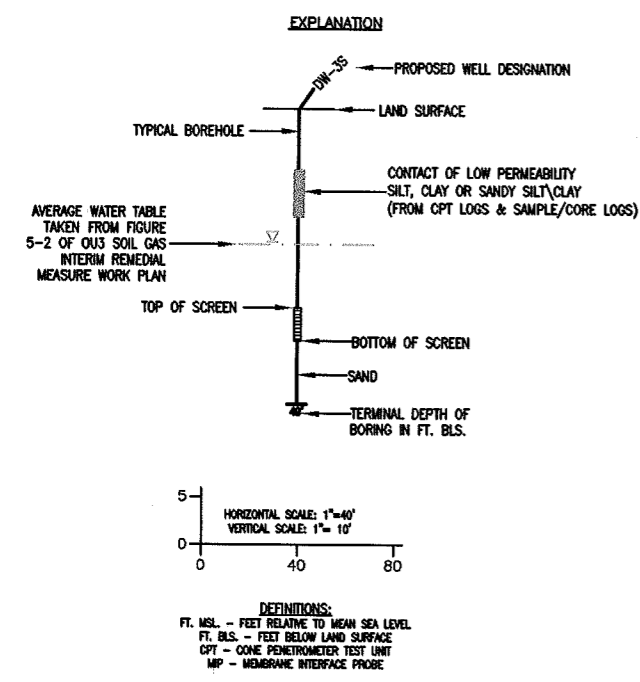 EXPLANATION
DW-3S
PROPOSED WELL DESIGNATION
LAND SURFACE
TYPICAL BOREHOLE
CONTACT OF LOW PERMEABILITY
SILT, CLAY OR SANDY SILT\CLAY
(FROM CPT LOGS & SAMPLE/CORE LOGS)
AVERAGE WATER TABLE
TAKEN FROM FIGURE
5-2 OF OU3 SOIL GAS
INTERIM REMEDIAL
MEASURE WORK PLAN
TOP OF SCREEN
BOTTOM OF SCREEN
SAND
40'
TERMINAL DEPTH OF
BORING IN FT. BLS.
5
HORIZONTAL SCALE: 1"=40'
VERTICAL SCALE: 1"= 10'
0
0 40 80
DEFINITIONS:
FT. MSL. - FEET RELATIVE TO MEAN SEA LEVEL
FT. BLS. - FEET BELOW LAND SURFACE
CPT - CONE PENETROMETER TEST UNIT
MIP - MEMBRANE INTERFACE PROBE